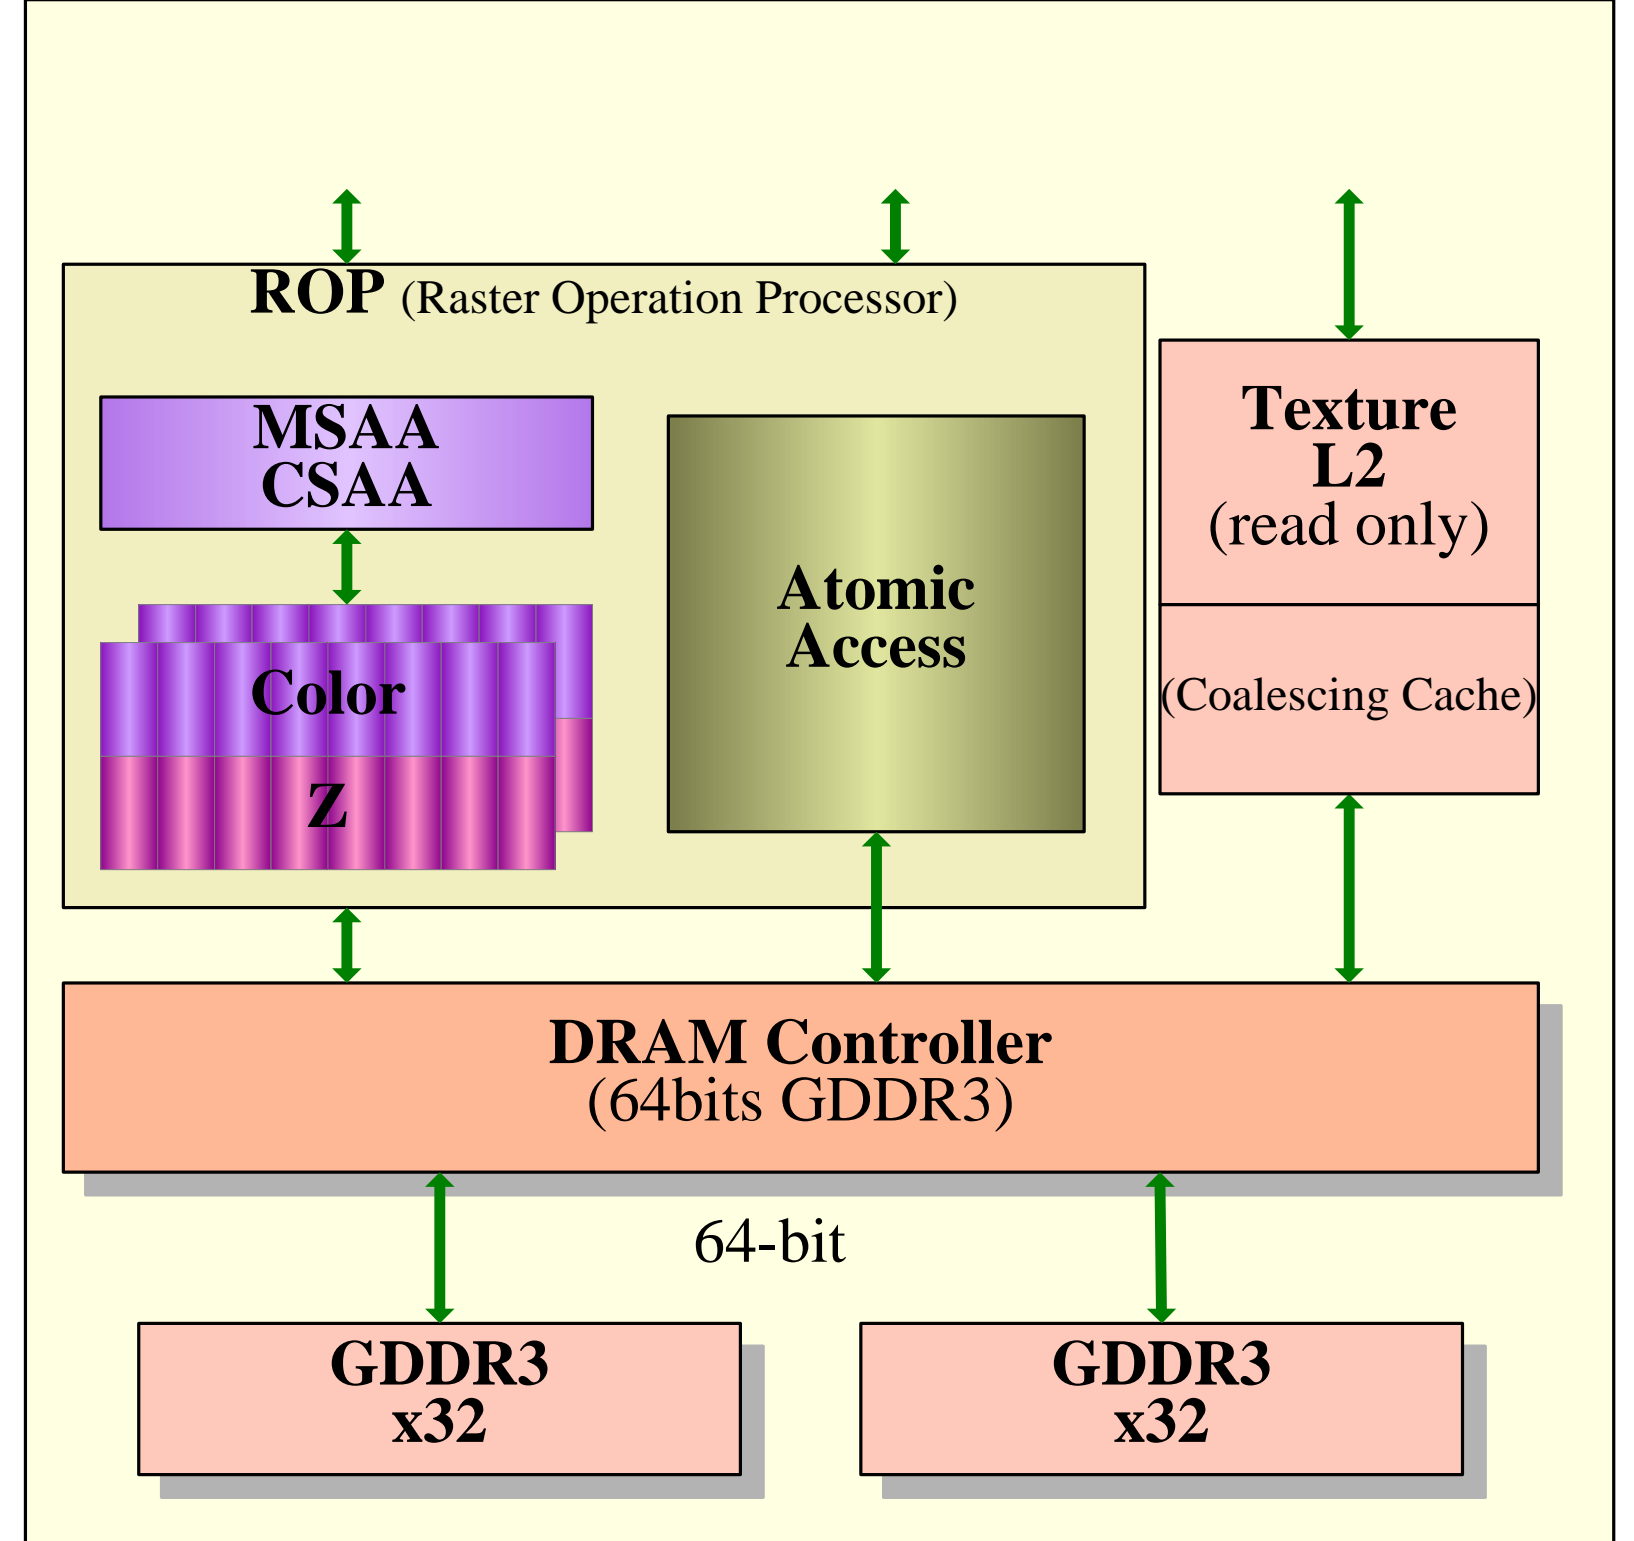 ROP (Raster Operation Processor)
MSAA
CSAA
Color
Z
Atomic
Access
Texture
L2
(read only)
(Coalescing Cache)
DRAM Controller
(64bits GDDR3)
64-bit
GDDR3
x32
GDDR3
x32